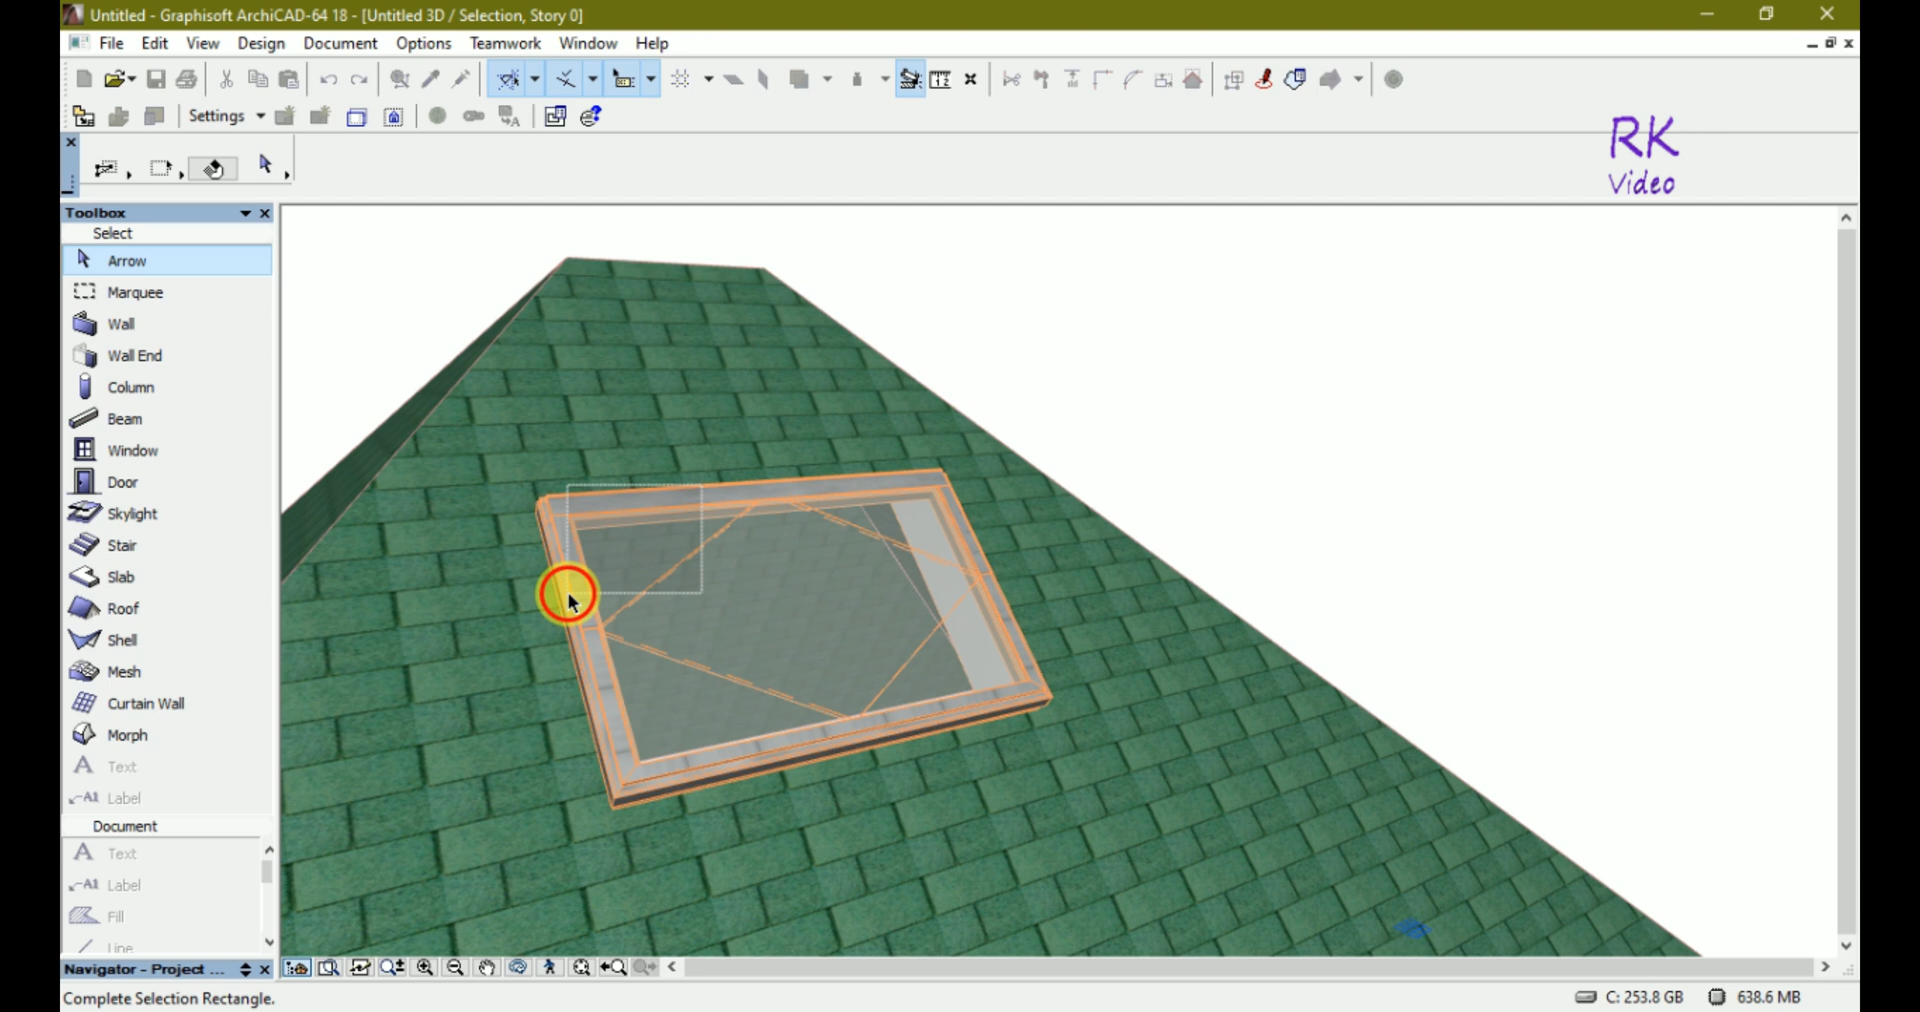 Untitled - Graphisoft ArchiCAD-64 18 - [Untitled 3D / Selection, Story 0]
File Edit View Design Document Options Teamwork Window Help
Settings
RK
Video
Toolbox
Select
Arrow
Marquee
Wall
Wall End
Column
Beam
Window
Door
Skylight
Stair
Slab
Roof
Shell
Mesh
Curtain Wall
Morph
A Text
A1 Label
Document
A Text
A1 Label
Fill
Line
Navigator - Project ...
Complete Selection Rectangle.
C: 253.8 GB 638.6 MB